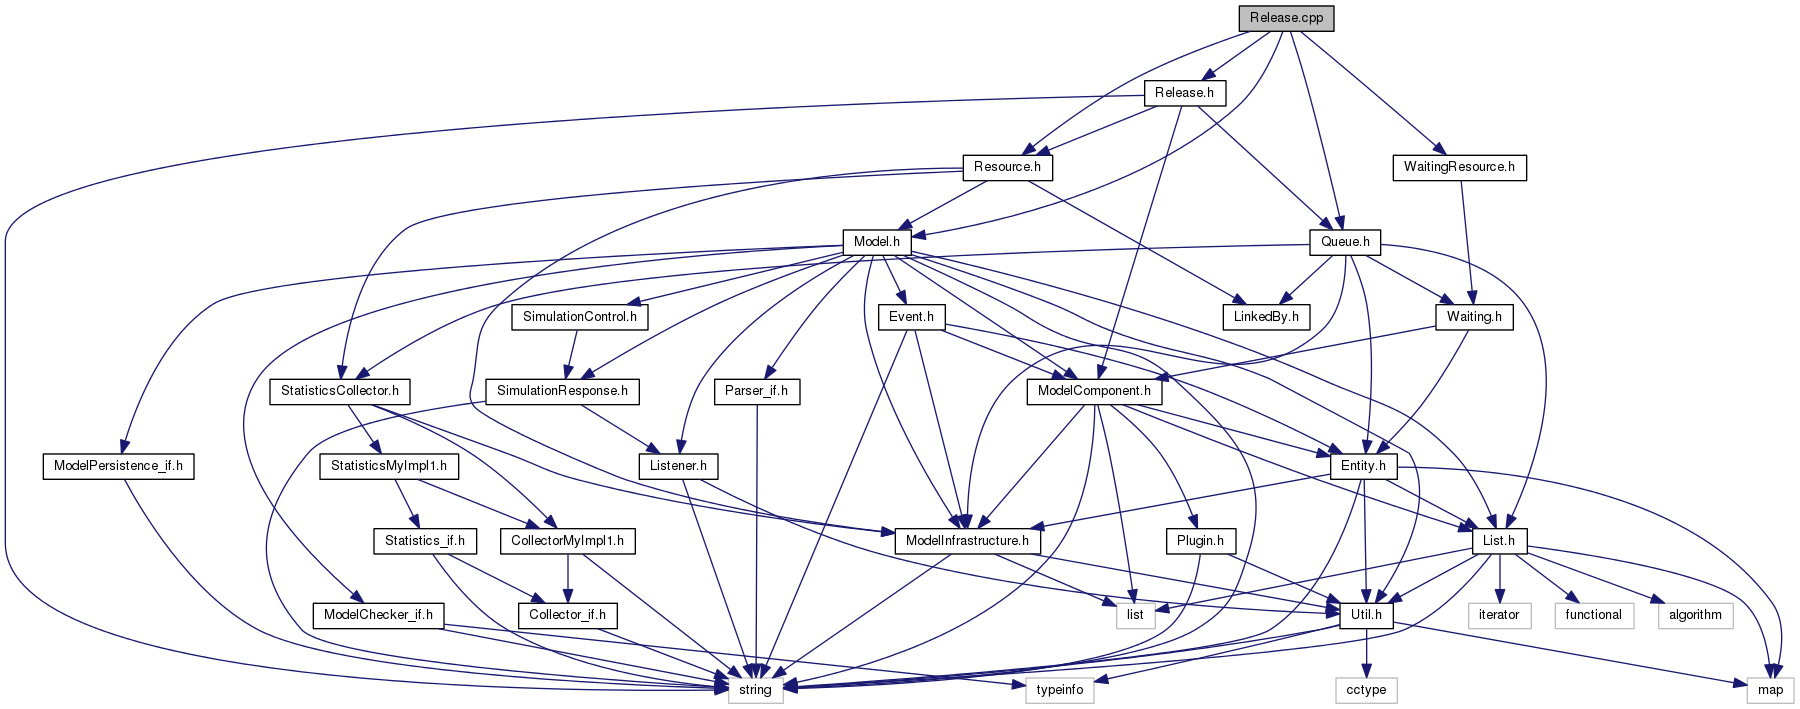 Release.cpp
Release.h
Resource.h
WaitingResource.h
Model.h
Queue.h
SimulationControl.h
Event.h
LinkedBy.h
Waiting.h
StatisticsCollector.h
SimulationResponse.h
Parser_if.h
ModelComponent.h
ModelPersistence_if.h
StatisticsMyImpl1.h
Listener.h
Entity.h
Statistics_if.h
CollectorMyImpl1.h
ModelInfrastructure.h
Plugin.h
List.h
ModelChecker_if.h
Collector_if.h
list
Util.h
iterator
functional
algorithm
string
typeinfo
cctype
map